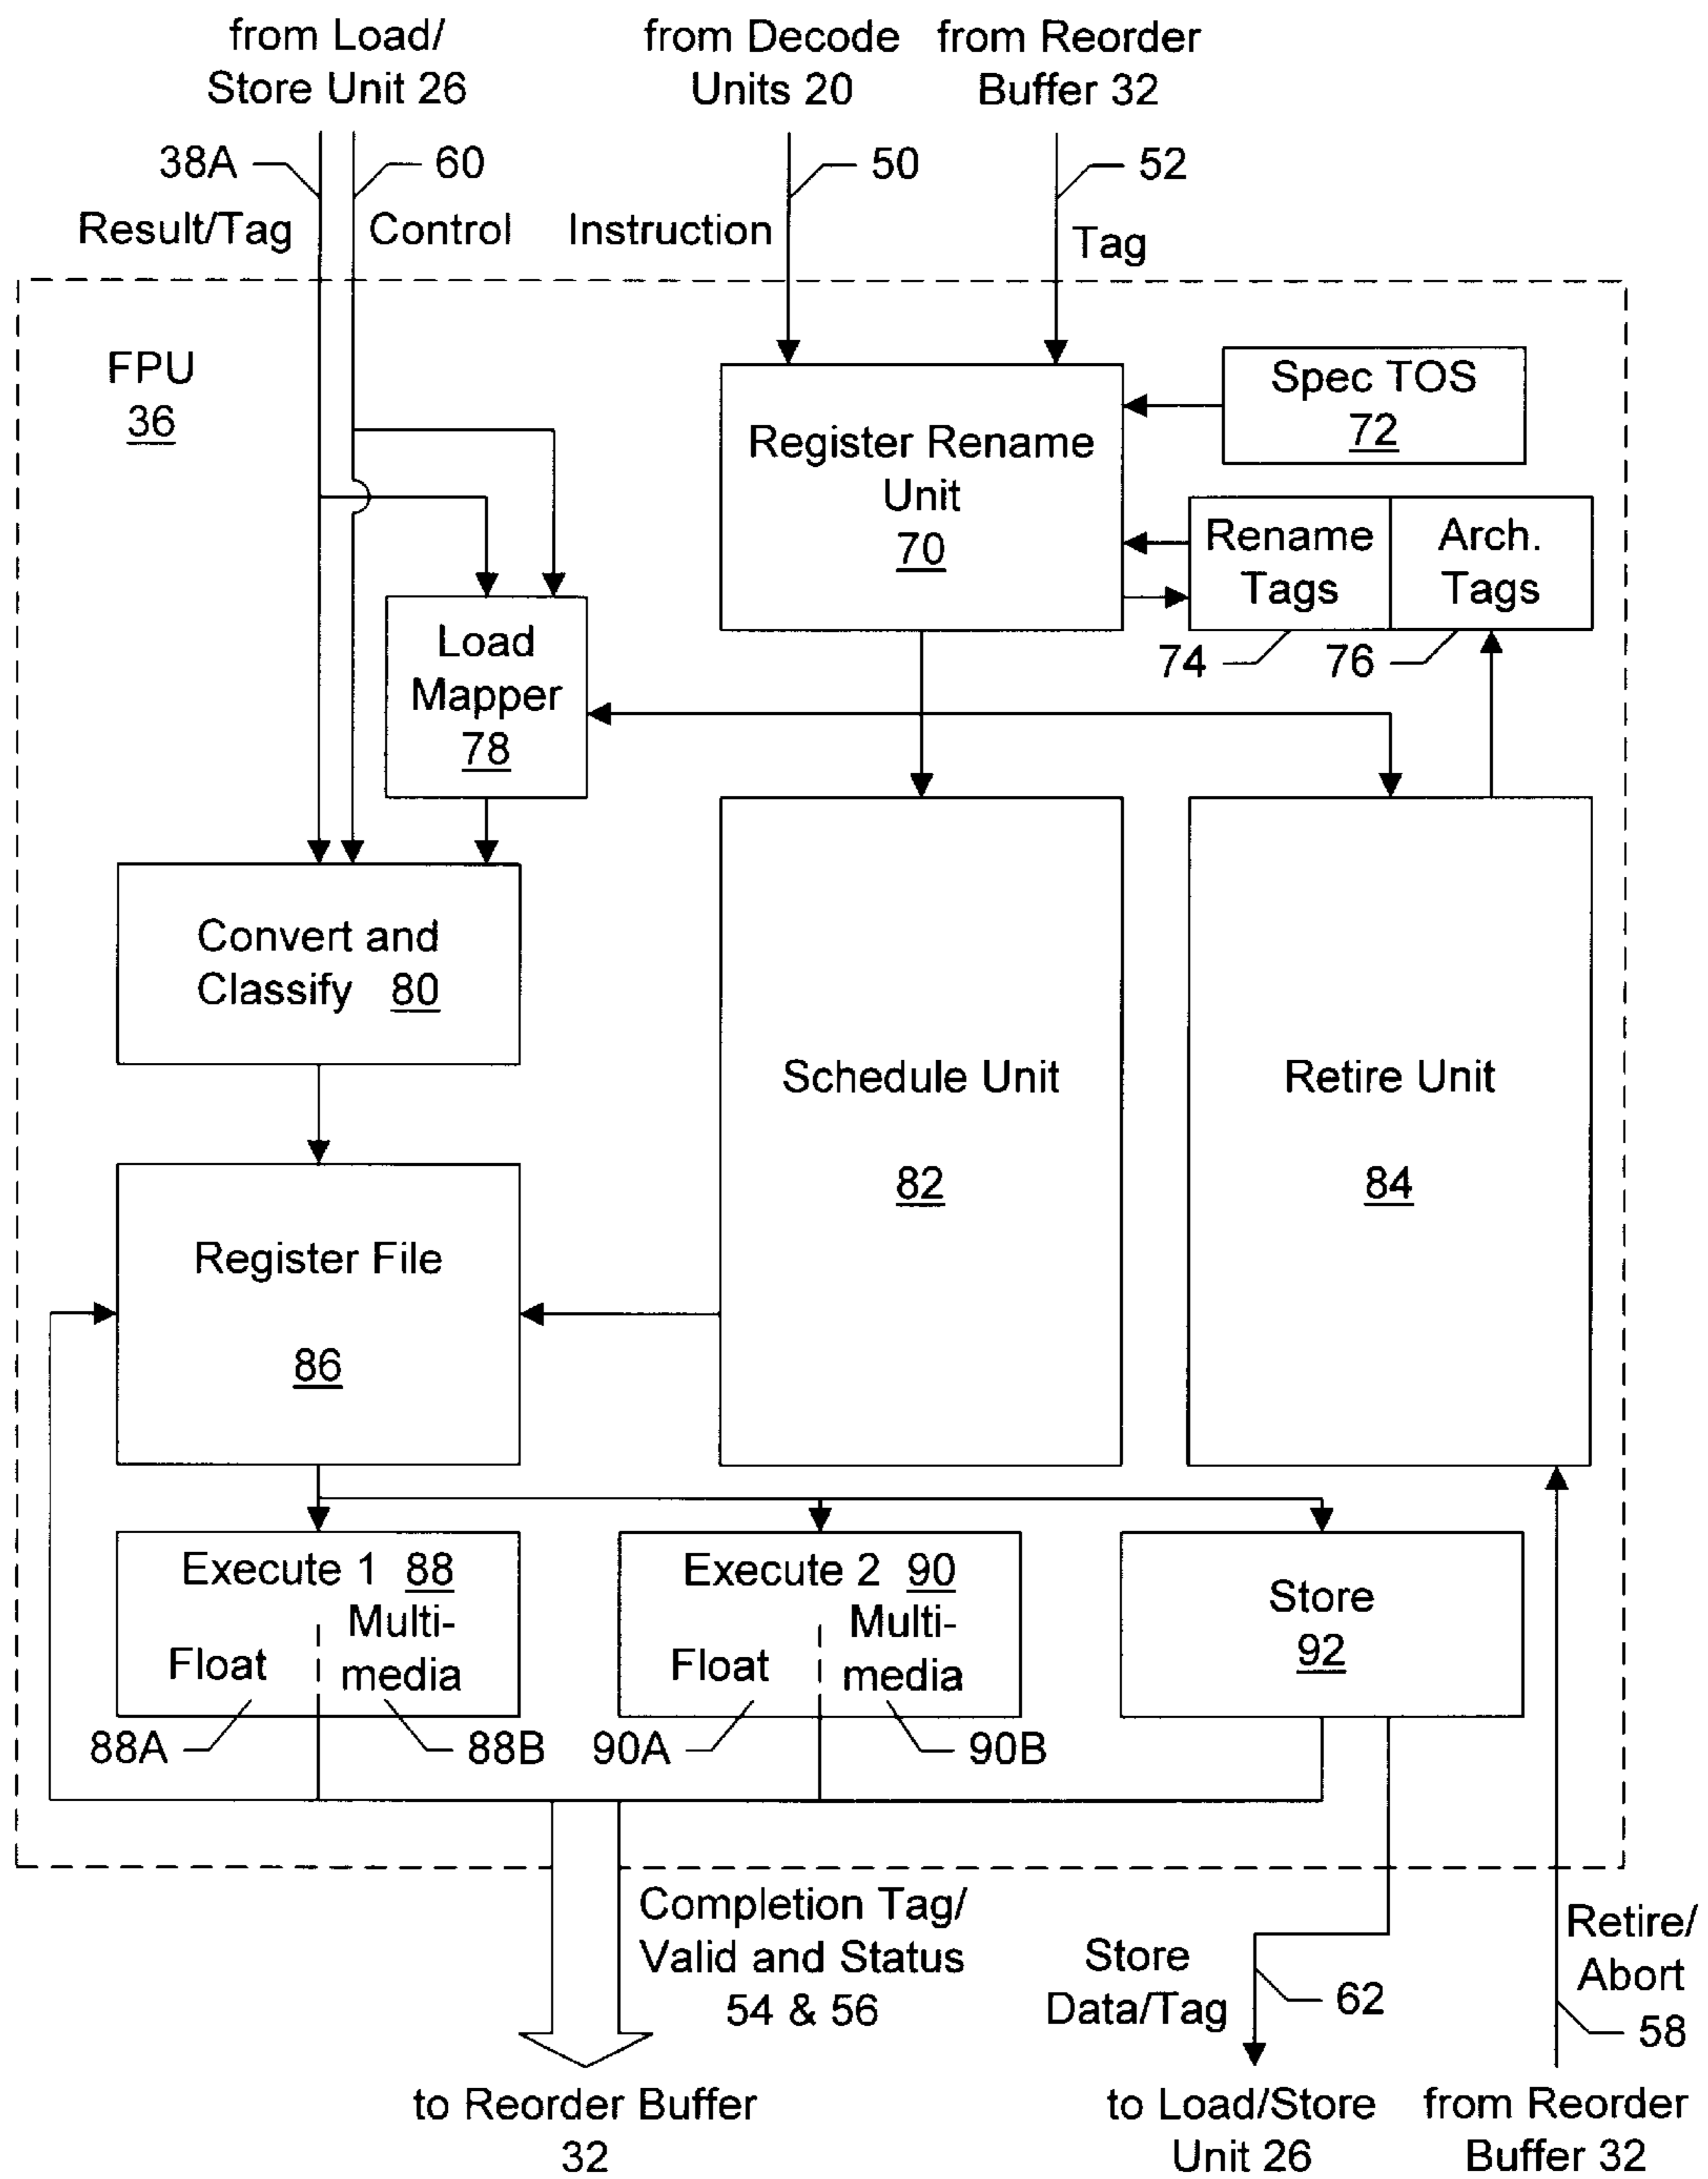 from Load/
Store Unit 26
from Decode
Units 20
from Reorder
Buffer 32
38A
60
50
52
Result/Tag
Control
Instruction
Tag
FPU
36
Register Rename
Unit
70
Spec TOS
72
Rename
Tags
Arch.
Tags
74
76
Load
Mapper
78
Convert and
Classify 80
Schedule Unit
82
Retire Unit
84
Register File
86
Execute 1 88
Float
Multi-
media
88A
88B
Execute 2 90
Float
Multi-
media
90A
90B
Store
92
Completion Tag/
Valid and Status
54 & 56
Store
Data/Tag
62
Retire/
Abort
58
to Reorder Buffer
32
to Load/Store
Unit 26
from Reorder
Buffer 32